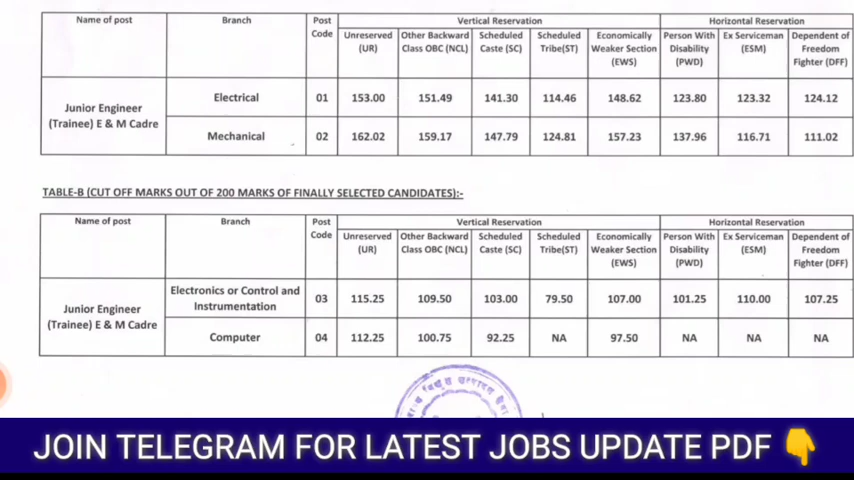 Name of post Branch Post Code Vertical Reservation Horizontal Reservation
Unreserved (UR) Other Backward Class OBC (NCL) Scheduled Caste (SC) Scheduled Tribe(ST) Economically Weaker Section (EWS) Person With Disability (PWD) Ex Serviceman (ESM) Dependent of Freedom Fighter (DFF)
Junior Engineer (Trainee) E & M Cadre
Electrical 01 153.00 151.49 141.30 114.46 148.62 123.80 123.32 124.12
Mechanical 02 162.02 159.17 147.79 124.81 157.23 137.96 116.71 111.02
TABLE-B (CUT OFF MARKS OUT OF 200 MARKS OF FINALLY SELECTED CANDIDATES):-
Name of post Branch Post Code Vertical Reservation Horizontal Reservation
Unreserved (UR) Other Backward Class OBC (NCL) Scheduled Caste (SC) Scheduled Tribe(ST) Economically Weaker Section (EWS) Person With Disability (PWD) Ex Serviceman (ESM) Dependent of Freedom Fighter (DFF)
Junior Engineer (Trainee) E & M Cadre
Electronics or Control and Instrumentation 03 115.25 109.50 103.00 79.50 107.00 101.25 110.00 107.25
Computer 04 112.25 100.75 92.25 NA 97.50 NA NA NA
JOIN TELEGRAM FOR LATEST JOBS UPDATE PDF 👇